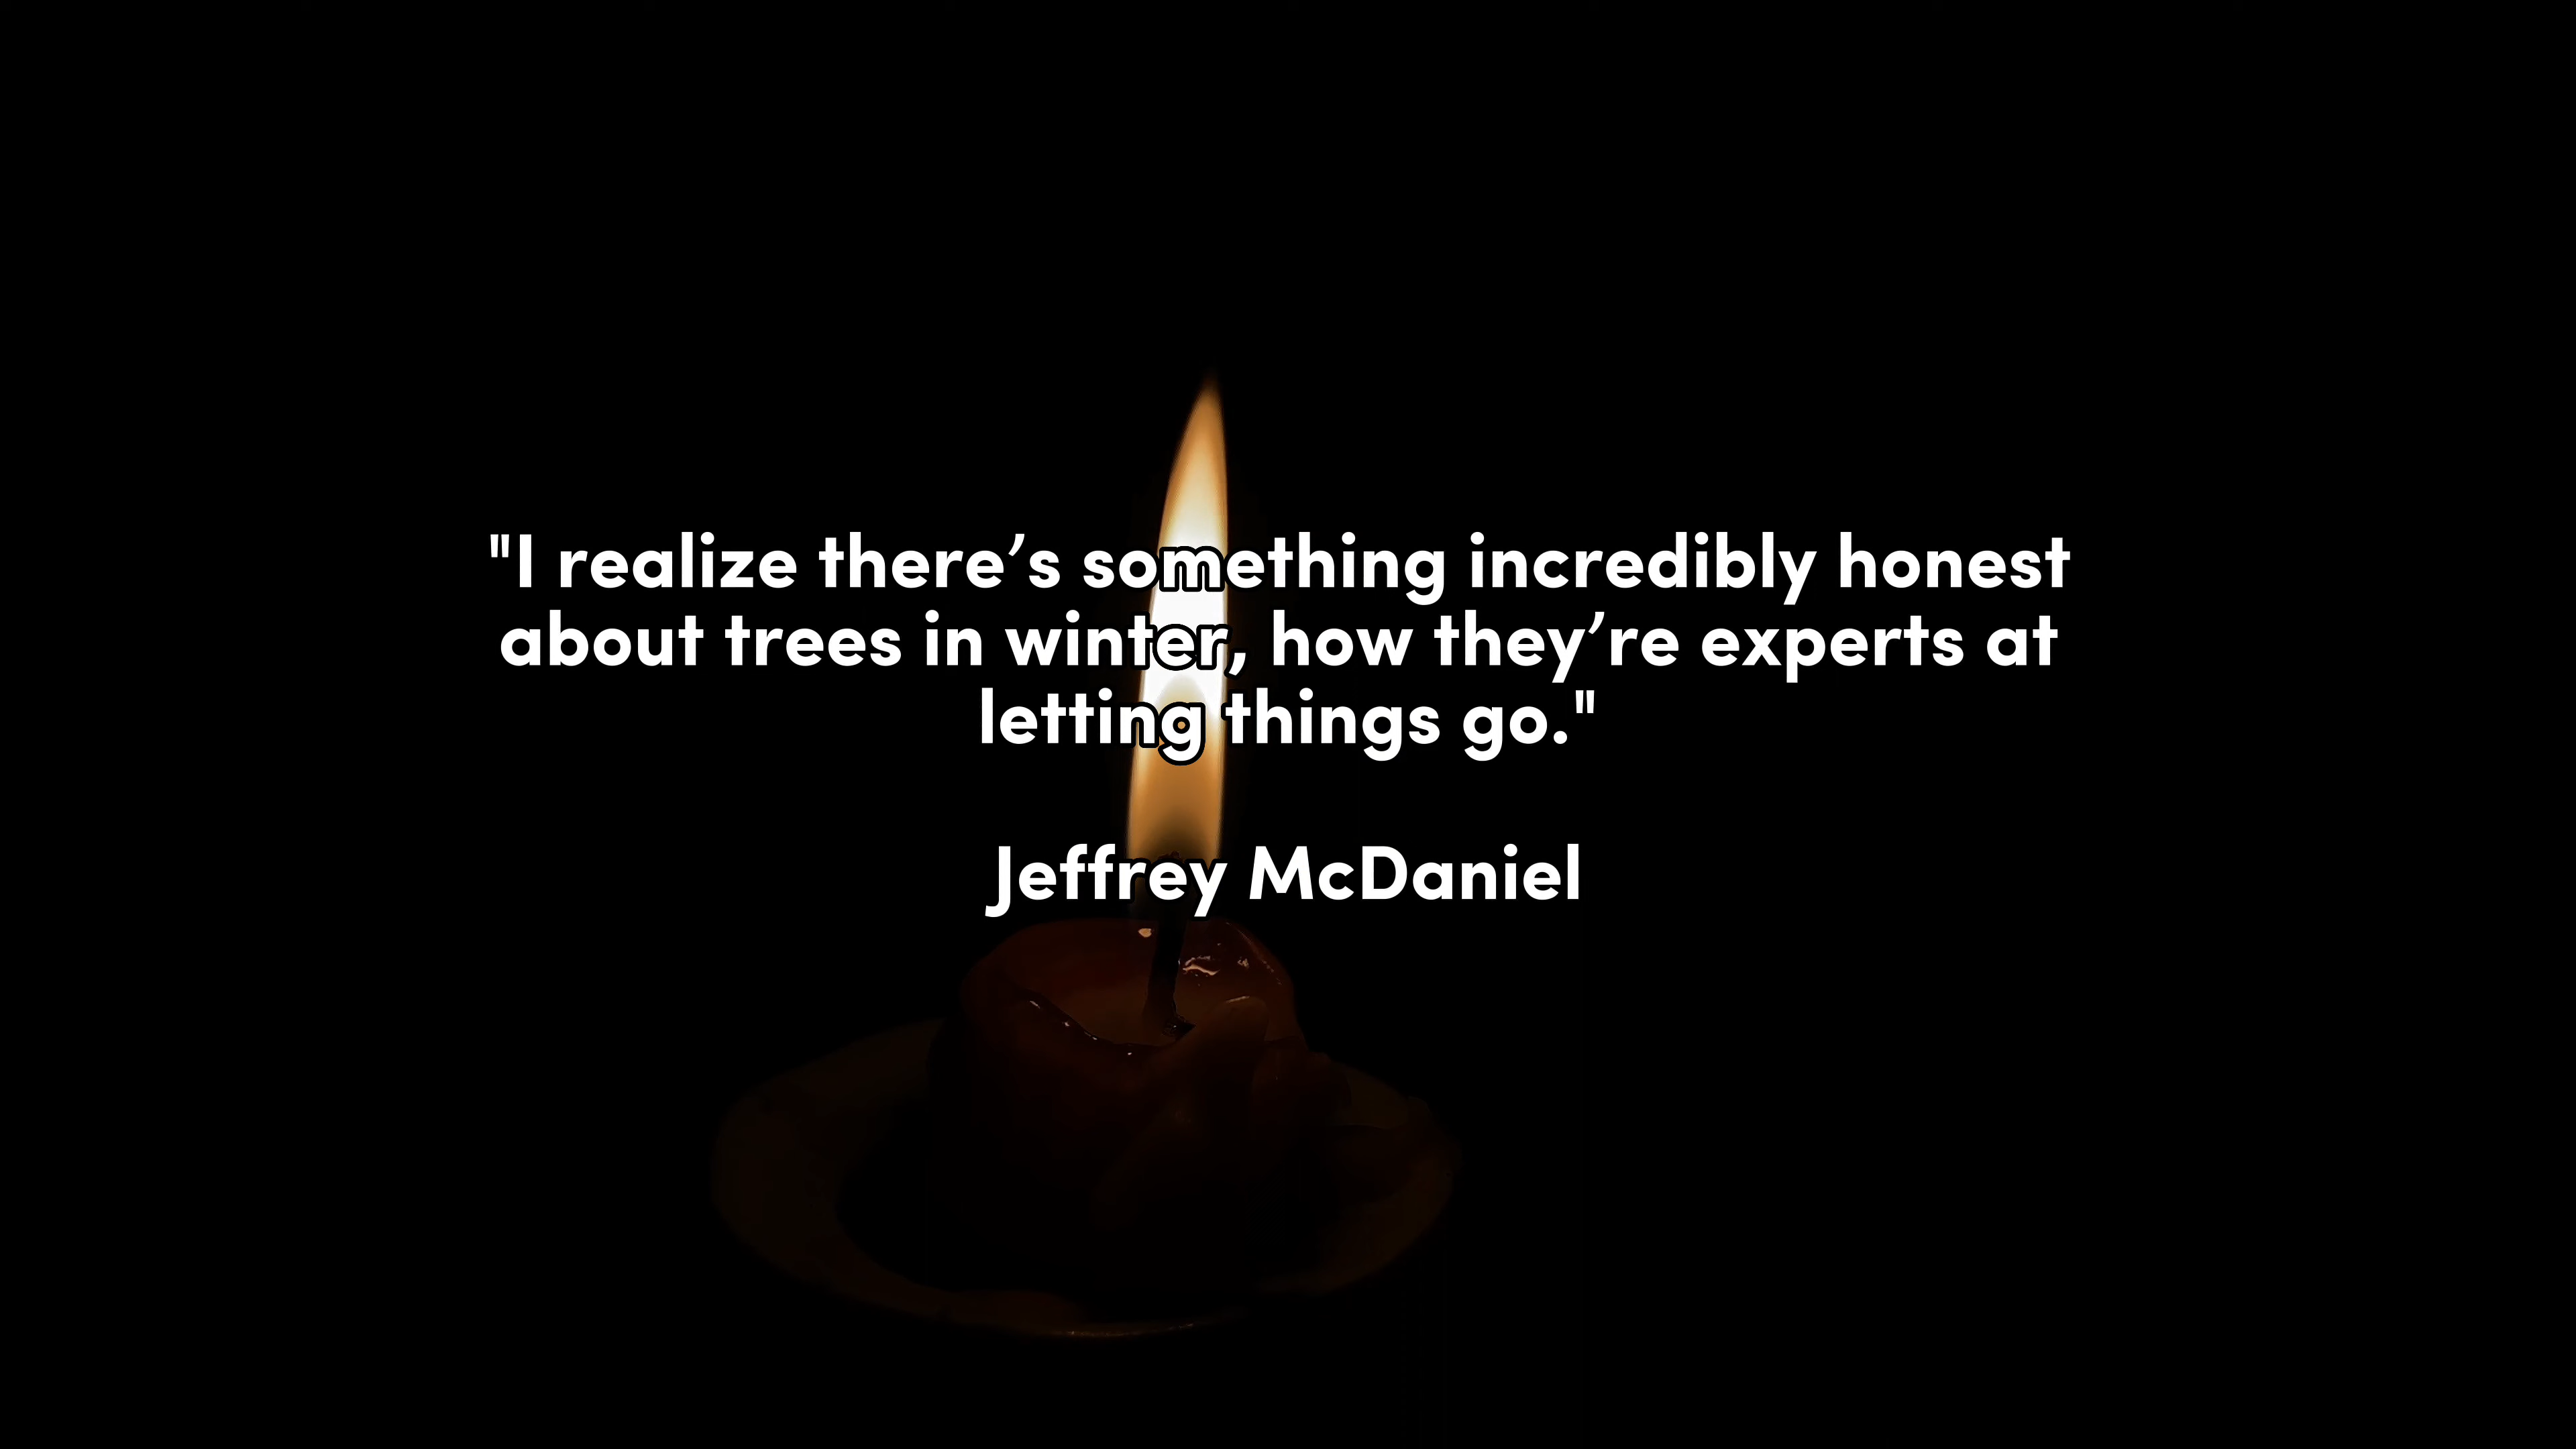 "I realize there’s something incredibly honest
about trees in winter, how they’re experts at
letting things go."
Jeffrey McDaniel